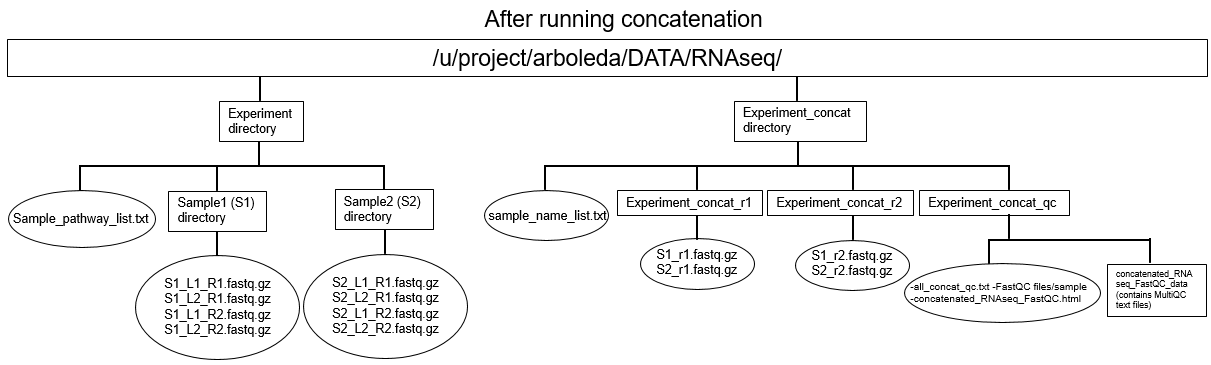 After running concatenation
/u/project/arboleda/DATA/RNAseq/
Experiment
directory
Experiment_concat
directory
Sample_pathway_list.txt
Sample1 (S1)
directory
Sample2 (S2)
directory
sample_name_list.txt
Experiment_concat_r1
Experiment_concat_r2
Experiment_concat_qc
S1_L1_R1.fastq.gz
S1_L2_R1.fastq.gz
S1_L1_R2.fastq.gz
S1_L2_R2.fastq.gz
S2_L1_R1.fastq.gz
S2_L2_R1.fastq.gz
S2_L1_R2.fastq.gz
S2_L2_R2.fastq.gz
S1_r1.fastq.gz
S2_r1.fastq.gz
S1_r2.fastq.gz
S2_r2.fastq.gz
-all_concat_qc.txt -FastQC files/sample
-concatenated_RNAseq_FastQC.html
concatenated_RNA
seq_FastQC_data
(contains MultiQC
text files)